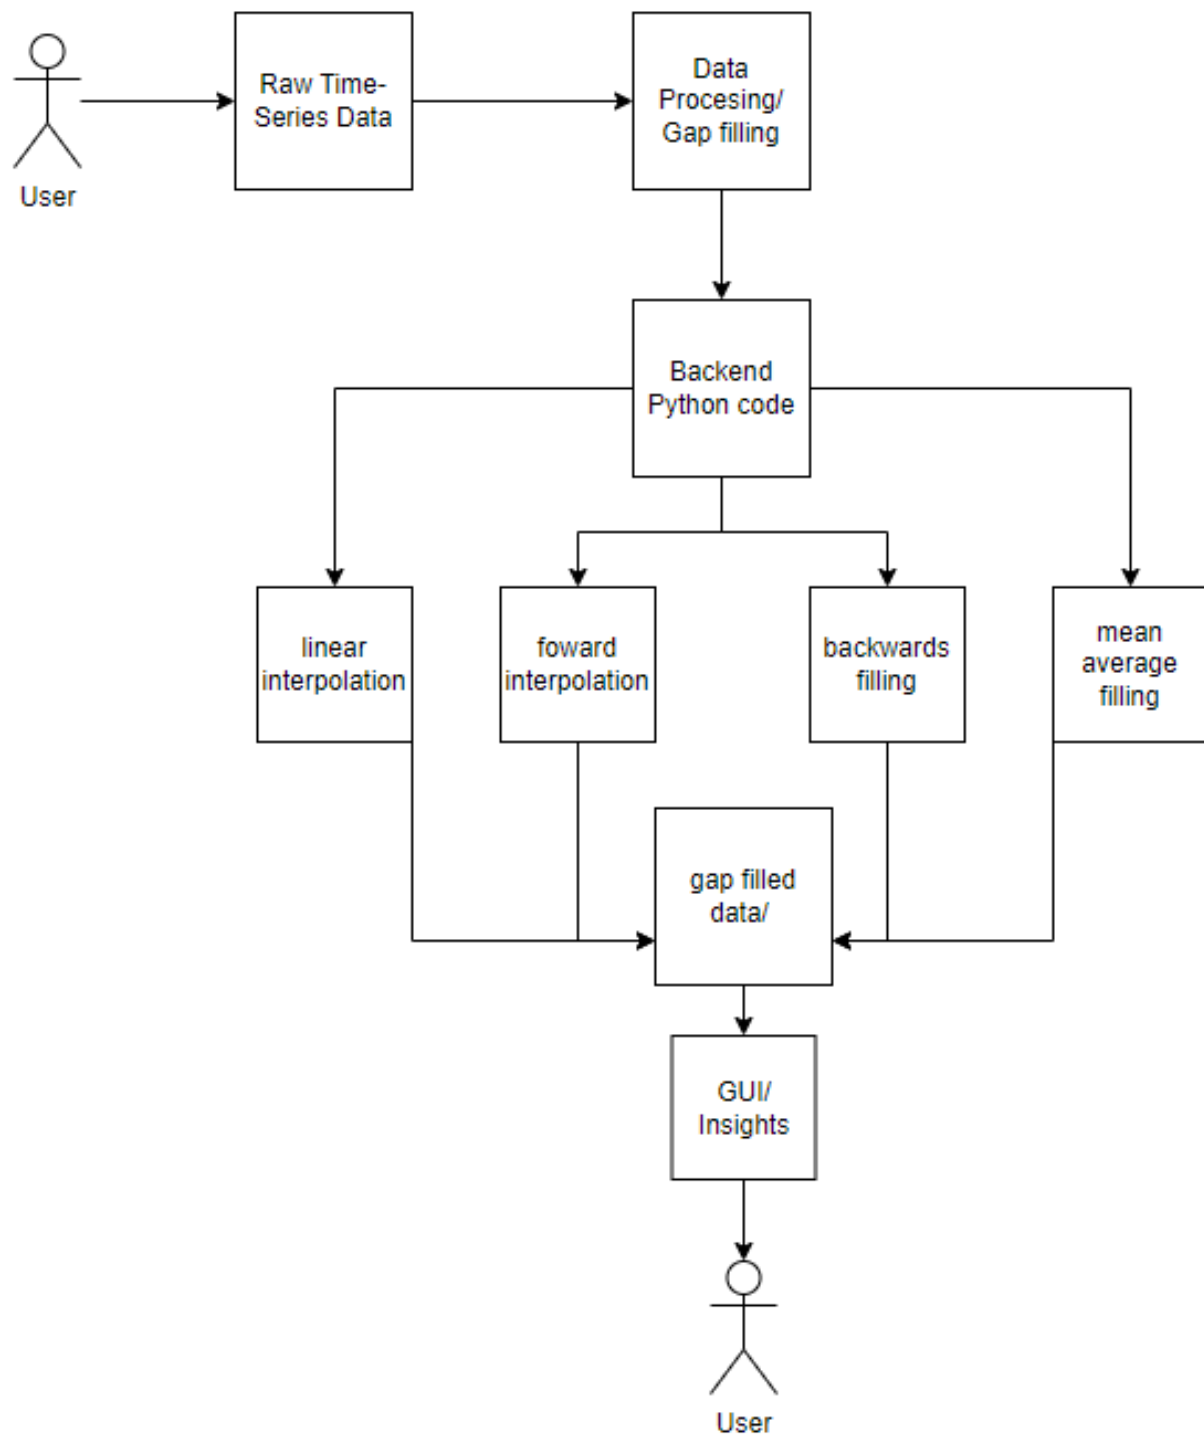 Raw Time-
Series Data
Data
Procesing/
Gap filling
User
Backend
Python code
linear
interpolation
foward
interpolation
backwards
filling
mean
average
filling
gap filled
data/
GUI/
Insights
User